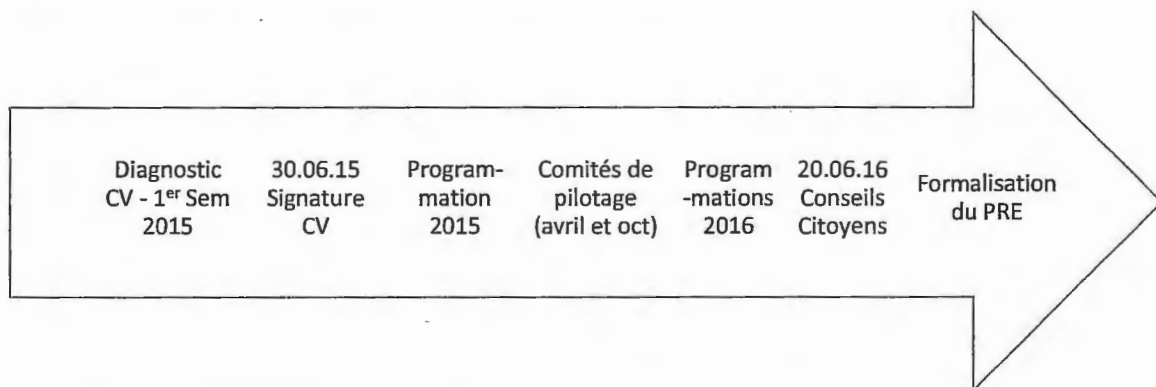 Diagnostic
CV - 1er Sem
2015
30.06.15
Signature
CV
Program-
mation
2015
Comités de
pilotage
(avril et oct)
Program
-mations
2016
20.06.16
Conseils
Citoyens
Formalisation
du PRE